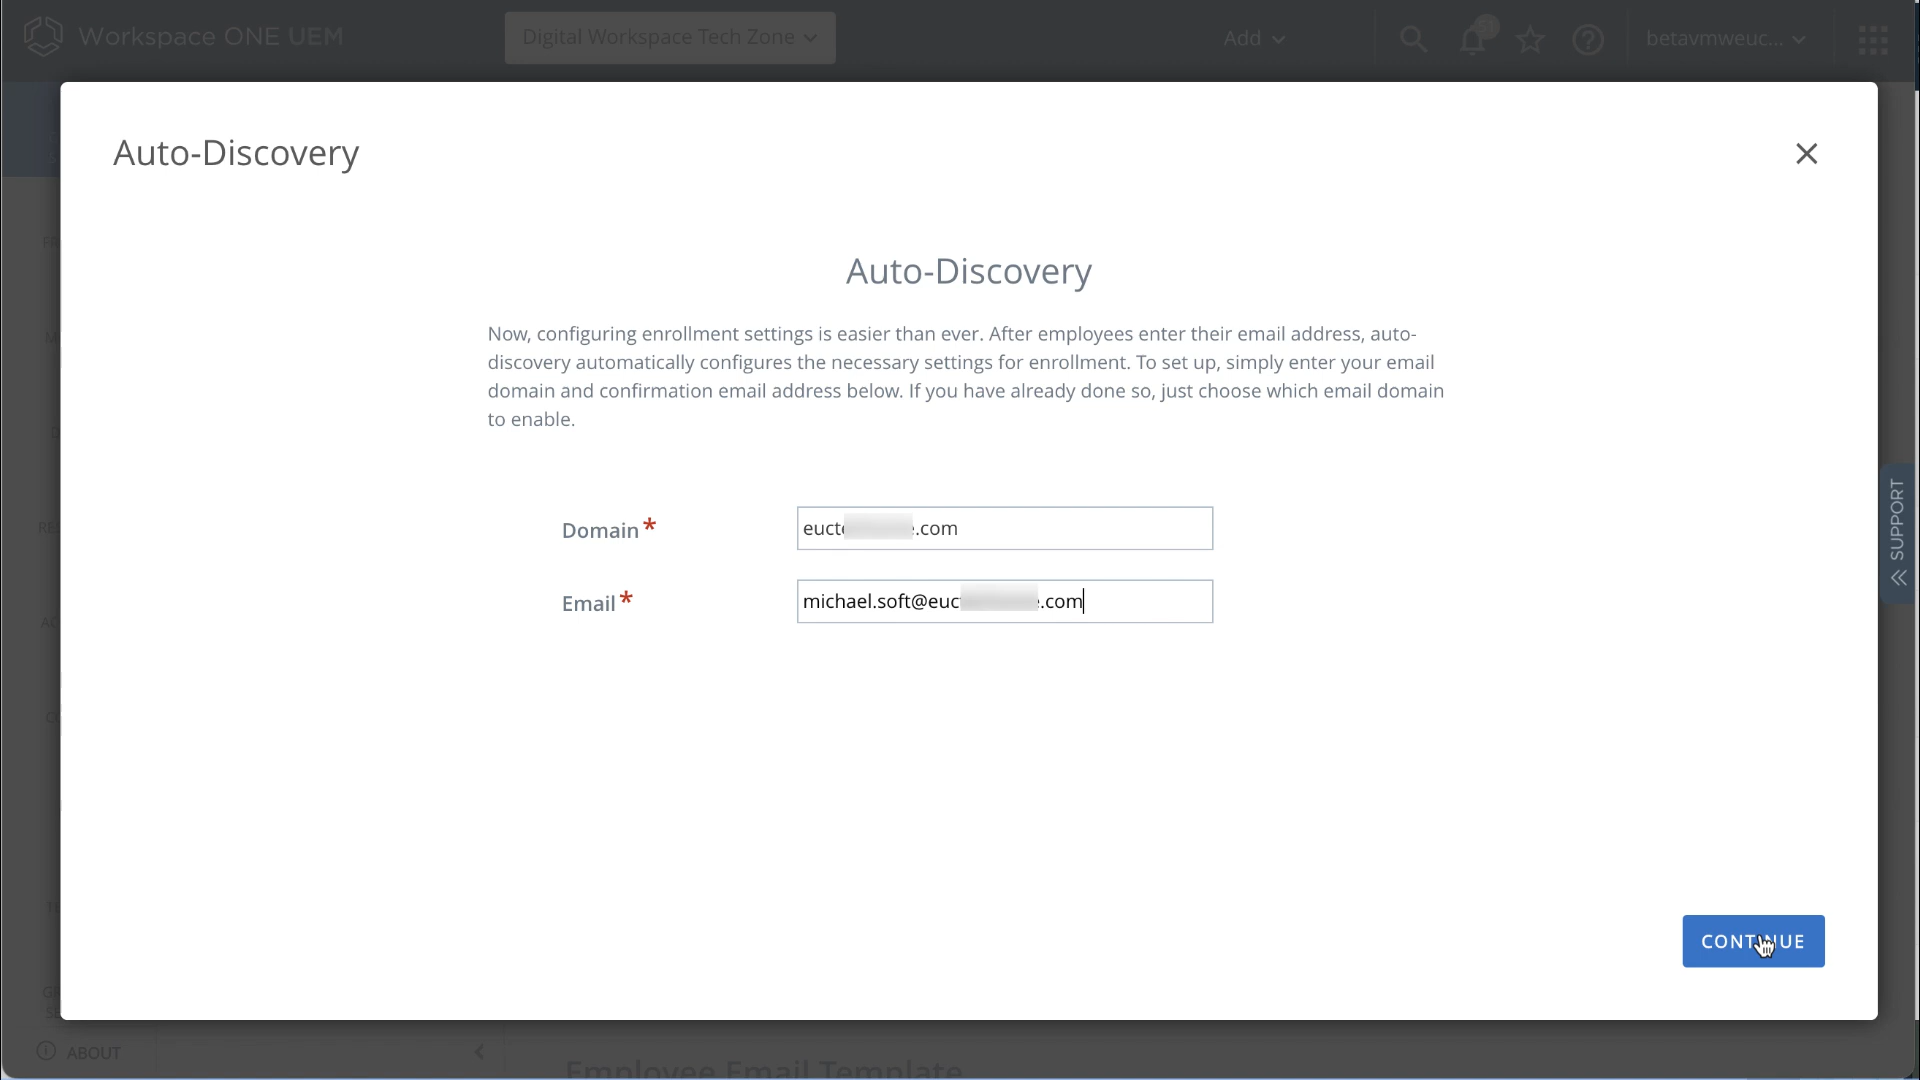 Workspace ONE UEM
Digital Workspace Tech Zone
Add
betavmweuc...
Auto-Discovery
Auto-Discovery
Now, configuring enrollment settings is easier than ever. After employees enter their email address, auto-
discovery automatically configures the necessary settings for enrollment. To set up, simply enter your email
domain and confirmation email address below. If you have already done so, just choose which email domain
to enable.
Domain*
.com
Email*
.com
SUPPORT
CONTINUE
ABOUT
Employee Email Template